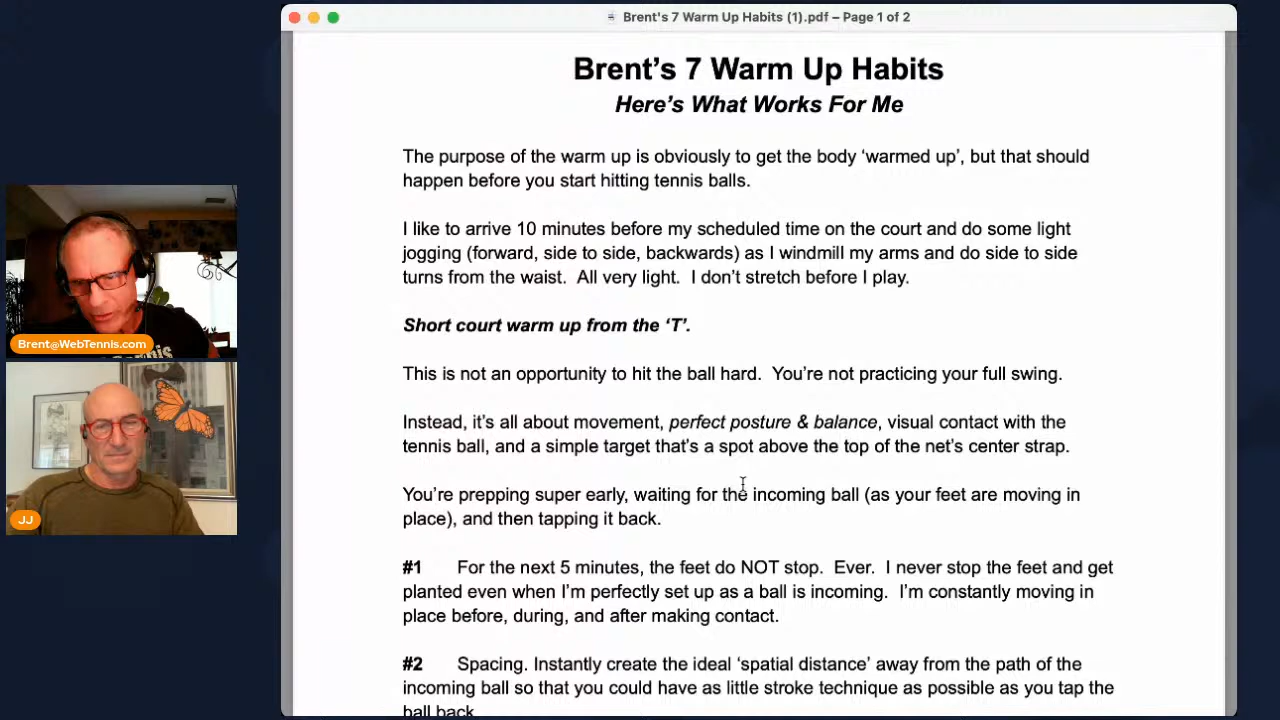 Brent's 7 Warm Up Habits (1).pdf – Page 1 of 2
Brent's 7 Warm Up Habits
Here's What Works For Me
The purpose of the warm up is obviously to get the body 'warmed up', but that should
happen before you start hitting tennis balls.
I like to arrive 10 minutes before my scheduled time on the court and do some light
jogging (forward, side to side, backwards) as I windmill my arms and do side to side
turns from the waist.  All very light.  I don't stretch before I play.
Short court warm up from the 'T'.
This is not an opportunity to hit the ball hard.  You're not practicing your full swing.
Instead, it's all about movement, perfect posture & balance, visual contact with the
tennis ball, and a simple target that's a spot above the top of the net's center strap.
You're prepping super early, waiting for the incoming ball (as your feet are moving in
place), and then tapping it back.
#1 For the next 5 minutes, the feet do NOT stop.  Ever.  I never stop the feet and get
planted even when I'm perfectly set up as a ball is incoming.  I'm constantly moving in
place before, during, and after making contact.
#2 Spacing. Instantly create the ideal 'spatial distance' away from the path of the
incoming ball so that you could have as little stroke technique as possible as you tap the
ball back
Brent@WebTennis.com
JJ